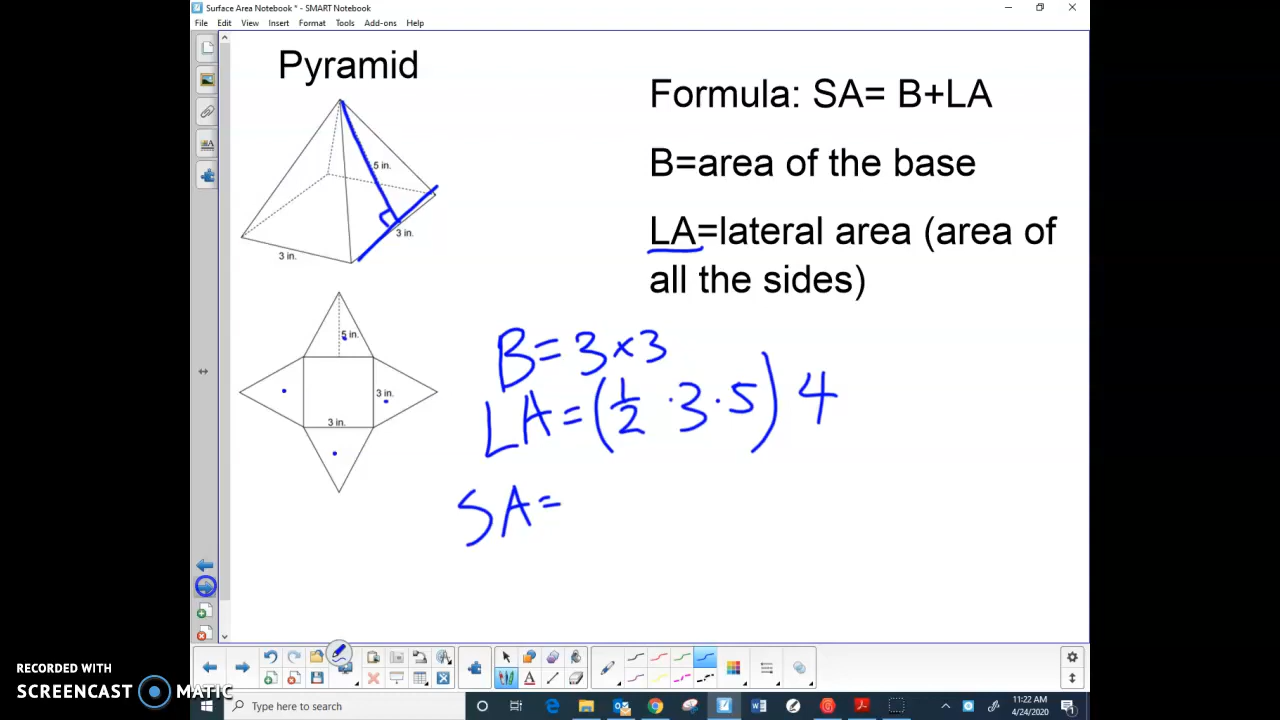 Surface Area Notebook * - SMART Notebook
File Edit View Insert Format Tools Add-ons Help
Pyramid
5 in.
3 in.
3 in.
Formula: SA= B+LA
B=area of the base
LA=lateral area (area of
all the sides)
5 in.
3 in.
3 in.
B = 3 × 3
LA = (1/2 · 3 · 5) 4
SA =
RECORDED WITH
SCREENCAST MATIC
Type here to search
11:22 AM
4/24/2020